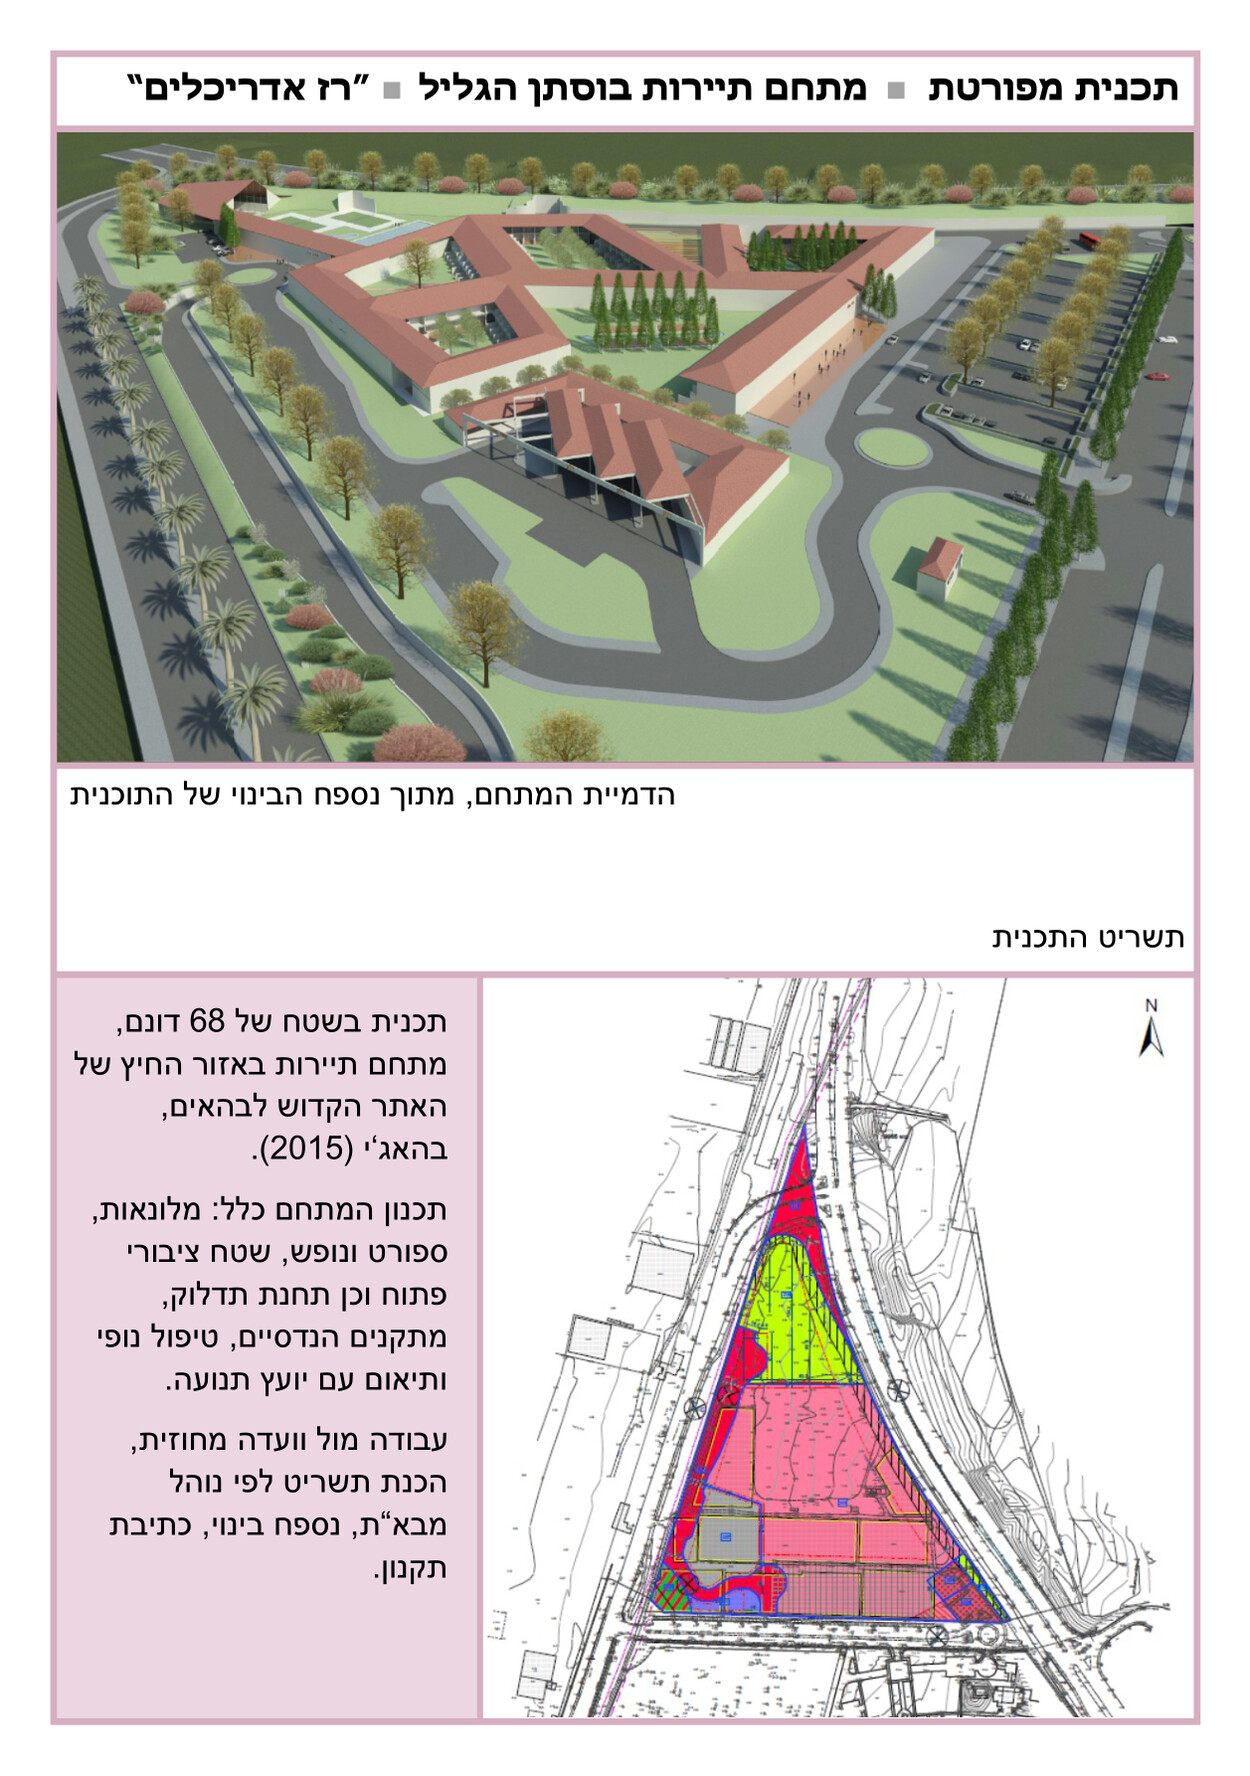 תכנית מפורטת ■ מתחם תיירות בוסתן הגליל ■ ”רז אדריכלים“
הדמיית המתחם, מתוך נספח הבינוי של התוכנית
תשריט התכנית
תכנית בשטח של 68 דונם,
מתחם תיירות באזור החיץ של
האתר הקדוש לבהאים,
בהאג‘י (2015).
תכנון המתחם כלל: מלונאות,
ספורט ונופש, שטח ציבורי
פתוח וכן תחנת תדלוק,
מתקנים הנדסיים, טיפול נופי
ותיאום עם יועץ תנועה.
עבודה מול וועדה מחוזית,
הכנת תשריט לפי נוהל
מבא“ת, נספח בינוי, כתיבת
תקנון.
N